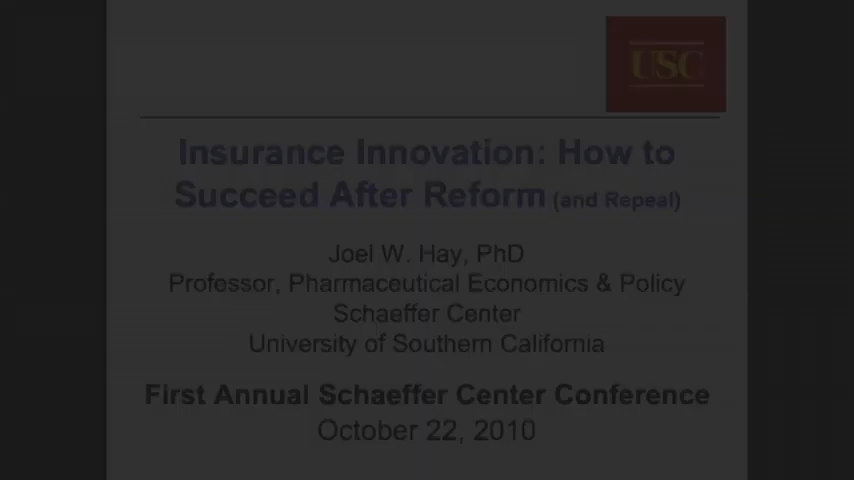 USC
Insurance Innovation: How to
Succeed After Reform (and Repeal)
Joel W. Hay, PhD
Professor, Pharmaceutical Economics & Policy
Schaeffer Center
University of Southern California
First Annual Schaeffer Center Conference
October 22, 2010